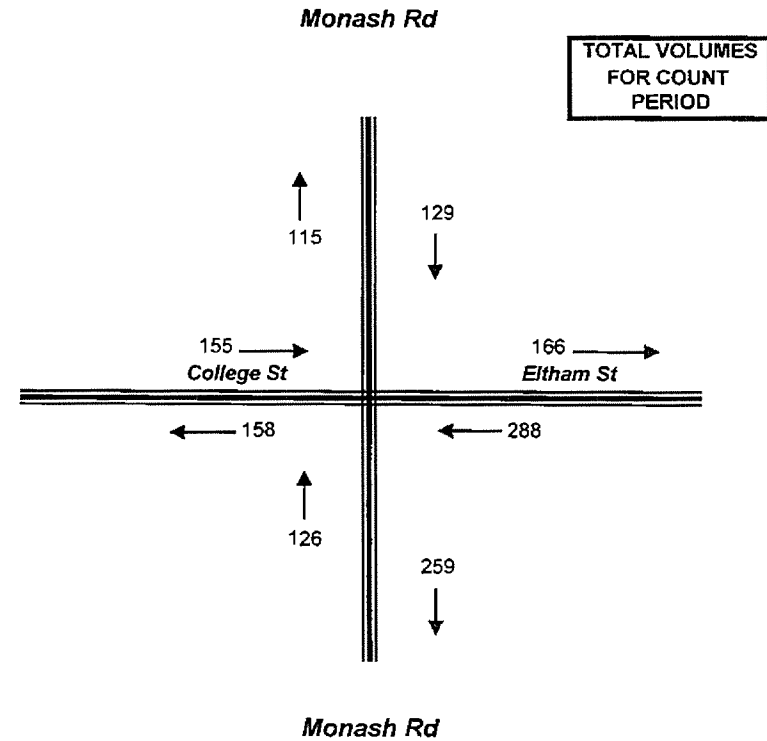 Monash Rd
TOTAL VOLUMES
FOR COUNT
PERIOD
129
115
155
166
College St
Eltham St
158
288
126
259
Monash Rd